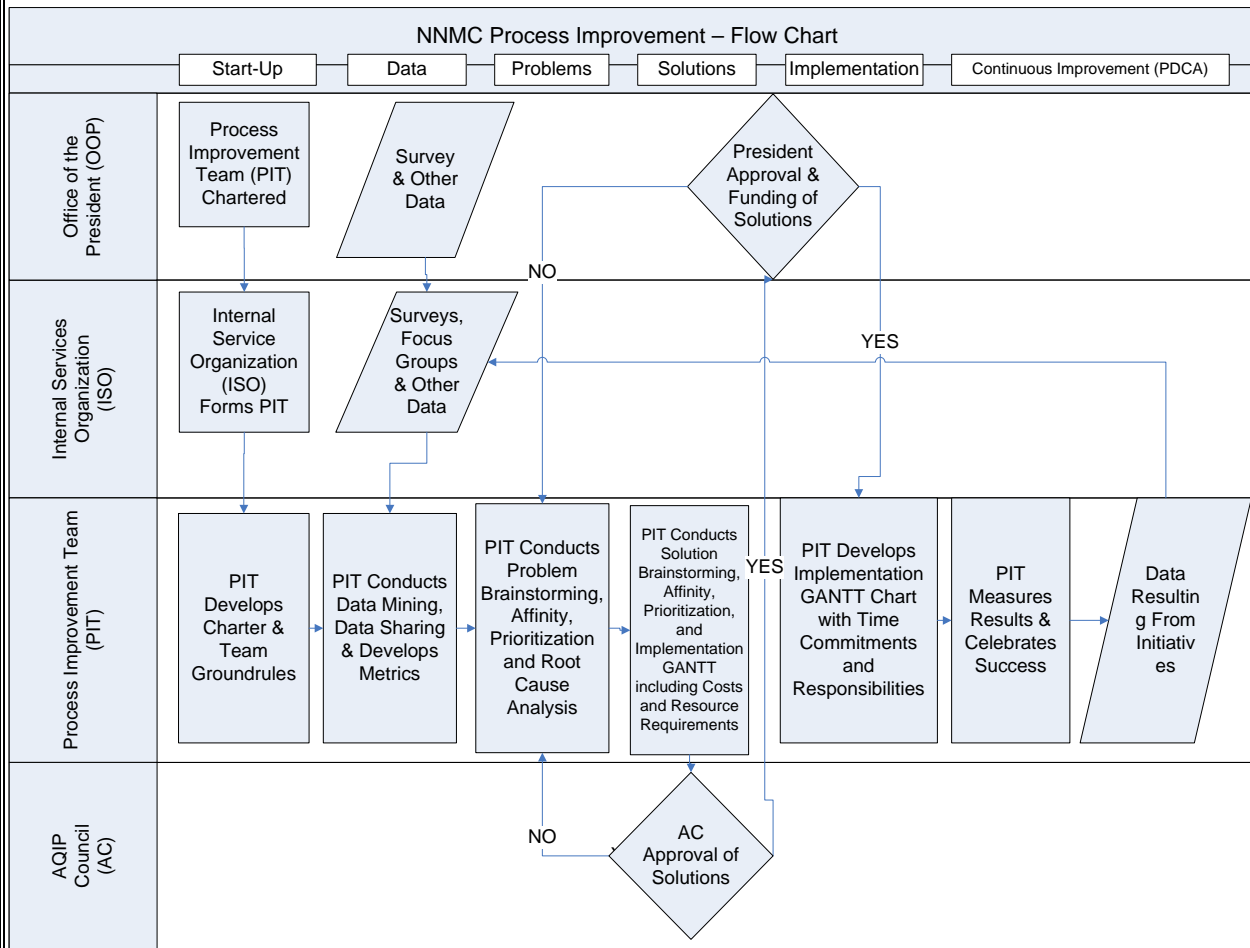 NNMC Process Improvement – Flow Chart
Start-Up
Data
Problems
Solutions
Implementation
Continuous Improvement (PDCA)
Office of the
President (OOP)
Process
Improvement
Team (PIT)
Chartered
Survey
& Other
Data
President
Approval &
Funding of
Solutions
NO
Internal Services
Organization
(ISO)
Internal
Service
Organization
(ISO)
Forms PIT
Surveys,
Focus
Groups
& Other
Data
YES
Process Improvement Team
(PIT)
PIT
Develops
Charter &
Team
Groundrules
PIT Conducts
Data Mining,
Data Sharing
& Develops
Metrics
PIT Conducts
Problem
Brainstorming,
Affinity,
Prioritization
and Root
Cause
Analysis
PIT Conducts
Solution
Brainstorming,
Affinity,
Prioritization,
and
Implementation
GANTT
including Costs
and Resource
Requirements
YES
PIT Develops
Implementation
GANTT Chart
with Time
Commitments
and
Responsibilities
PIT
Measures
Results &
Celebrates
Success
Data
Resultin
g From
Initiativ
es
AQIP
Council
(AC)
NO
AC
Approval of
Solutions